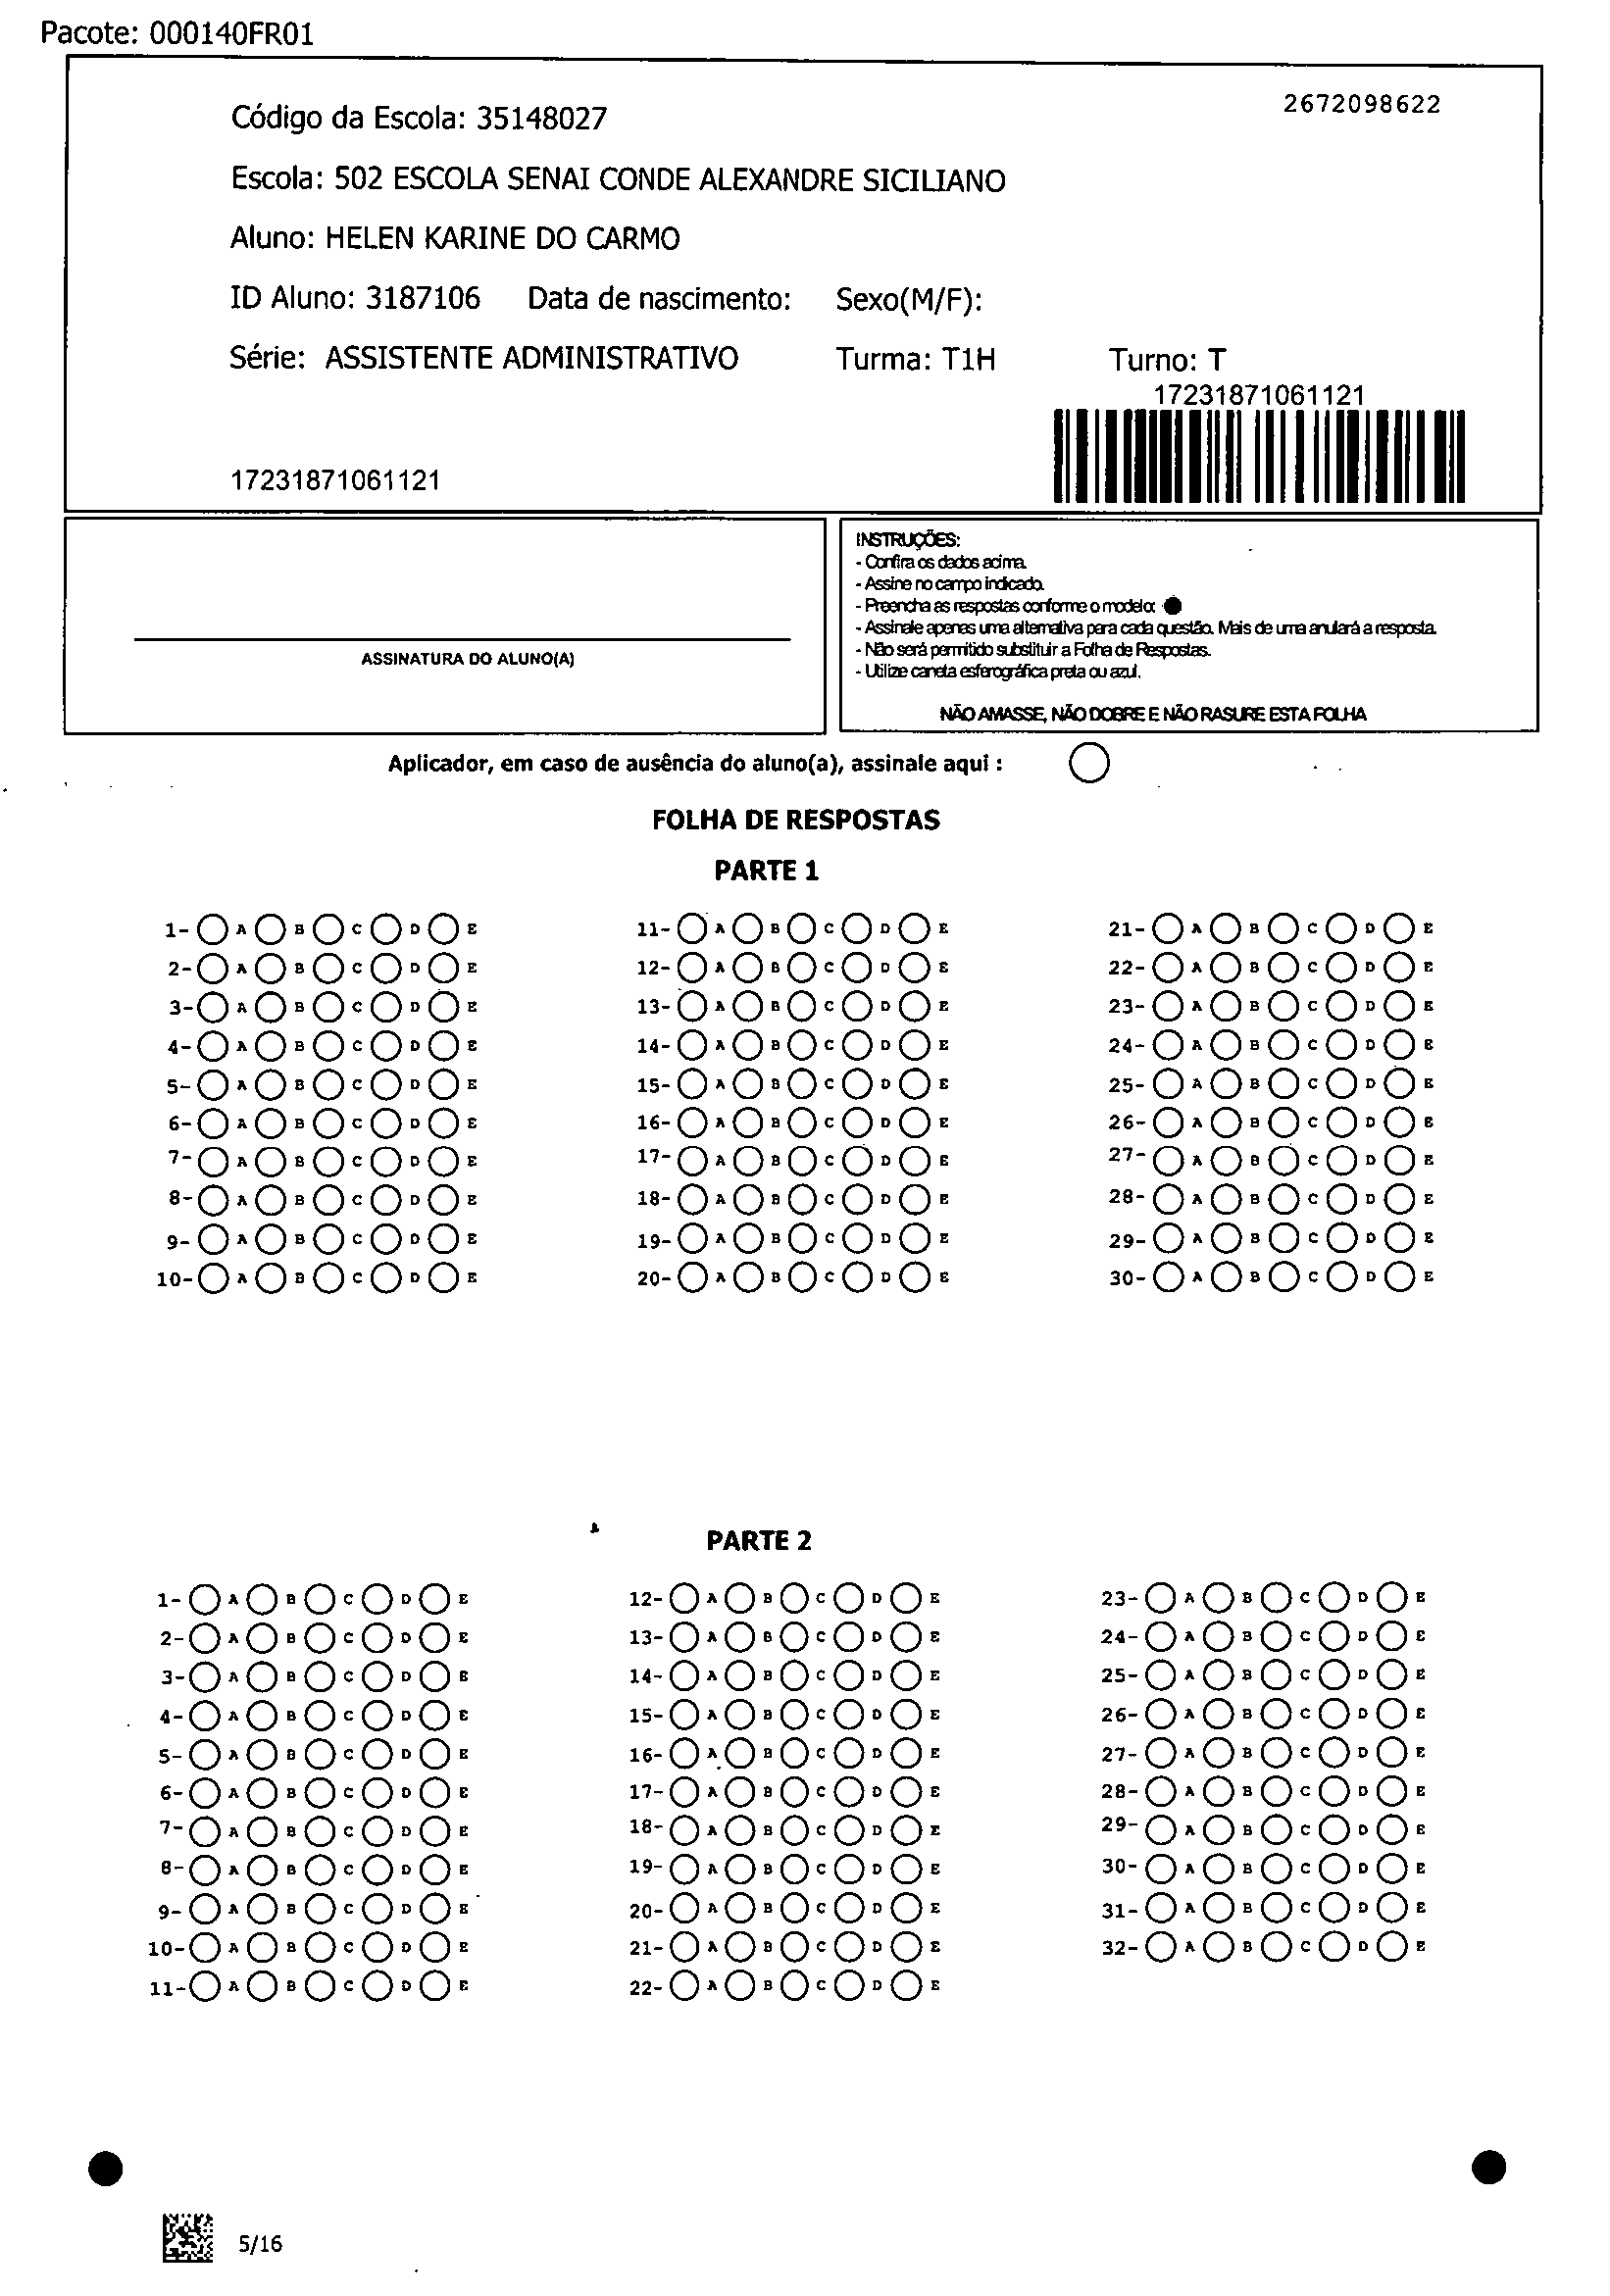 Pacote: 000140FR01
2672098622
Código da Escola: 35148027
Escola: 502 ESCOLA SENAI CONDE ALEXANDRE SICILIANO
Aluno: HELEN KARINE DO CARMO
ID Aluno: 3187106 Data de nascimento: Sexo(M/F):
Série: ASSISTENTE ADMINISTRATIVO Turma: T1H Turno: T
17231871061121
17231871061121
ASSINATURA DO ALUNO(A)
INSTRUÇÕES:
- Confira os dados acima.
- Assine no campo indicado.
- Preencha as respostas conforme o modelo:
- Assinale apenas uma alternativa para cada questão. Mais de uma anulará a resposta.
- Não será permitido substituir a Folha de Respostas.
- Utilize caneta esferográfica preta ou azul.
NÃO AMASSE, NÃO DOBRE E NÃO RASURE ESTA FOLHA
Aplicador, em caso de ausência do aluno(a), assinale aqui :
FOLHA DE RESPOSTAS
PARTE 1
1- A B C D E 11- A B C D E 21- A B C D E
2- A B C D E 12- A B C D E 22- A B C D E
3- A B C D E 13- A B C D E 23- A B C D E
4- A B C D E 14- A B C D E 24- A B C D E
5- A B C D E 15- A B C D E 25- A B C D E
6- A B C D E 16- A B C D E 26- A B C D E
7- A B C D E 17- A B C D E 27- A B C D E
8- A B C D E 18- A B C D E 28- A B C D E
9- A B C D E 19- A B C D E 29- A B C D E
10- A B C D E 20- A B C D E 30- A B C D E
PARTE 2
1- A B C D E 12- A B C D E 23- A B C D E
2- A B C D E 13- A B C D E 24- A B C D E
3- A B C D E 14- A B C D E 25- A B C D E
4- A B C D E 15- A B C D E 26- A B C D E
5- A B C D E 16- A B C D E 27- A B C D E
6- A B C D E 17- A B C D E 28- A B C D E
7- A B C D E 18- A B C D E 29- A B C D E
8- A B C D E 19- A B C D E 30- A B C D E
9- A B C D E 20- A B C D E 31- A B C D E
10- A B C D E 21- A B C D E 32- A B C D E
11- A B C D E 22- A B C D E
5/16